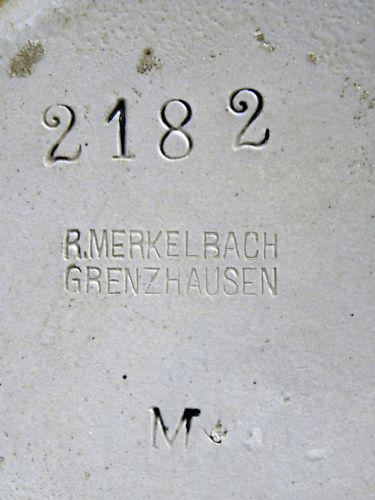 2182
R.MERKELBACH
GRENZHAUSEN
M